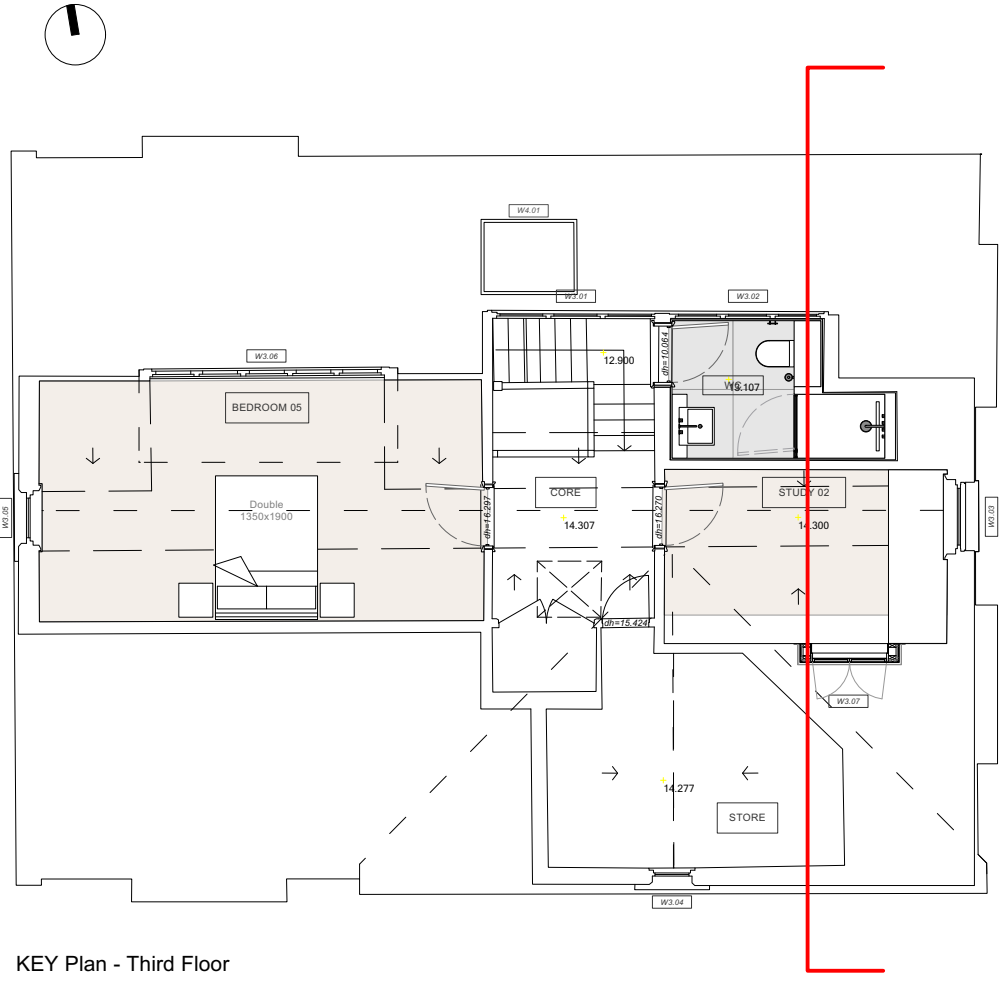 W4.01
W3.01
W3.02
12.900
dh=10.064
W3.06
WC
15.107
BEDROOM 05
Double
1350x1900
CORE
STUDY 02
W3.05
dh=16.297
14.307
dh=16.270
14.300
W3.03
dh=15.424
W3.07
14.277
STORE
W3.04
KEY Plan - Third Floor